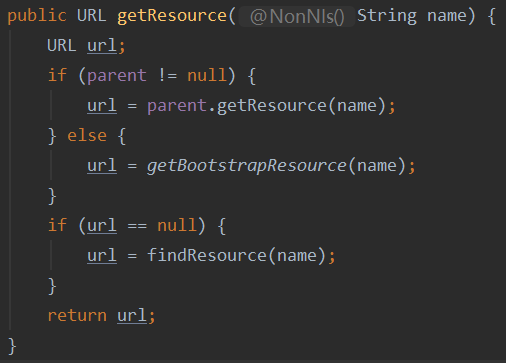 public URL getResource( @NonNls() String name) {
    URL url;
    if (parent != null) {
        url = parent.getResource(name);
    } else {
        url = getBootstrapResource(name);
    }
    if (url == null) {
        url = findResource(name);
    }
    return url;
}